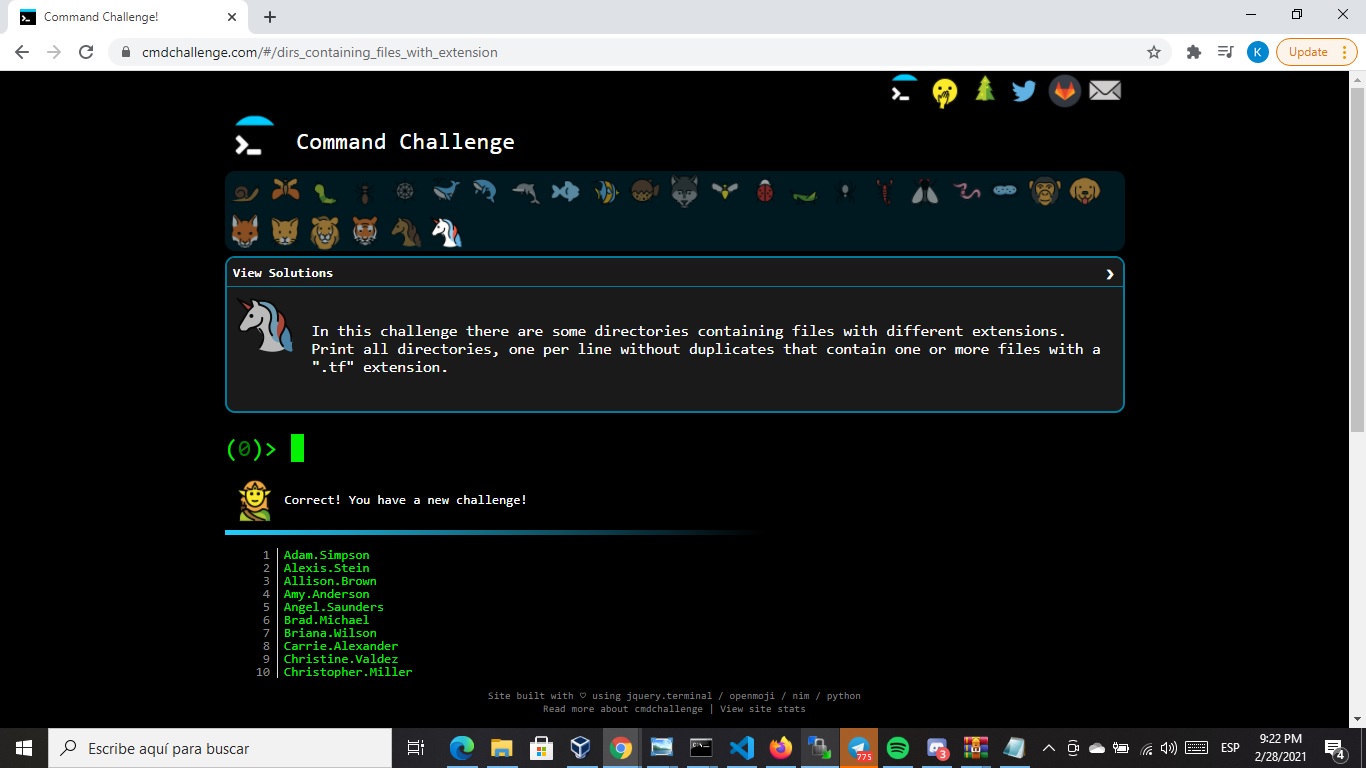 Command Challenge!
cmdchallenge.com/#/dirs_containing_files_with_extension
K
Update
Command Challenge
View Solutions
In this challenge there are some directories containing files with different extensions.
Print all directories, one per line without duplicates that contain one or more files with a
".tf" extension.
(0)>
Correct! You have a new challenge!
1 Adam.Simpson
2 Alexis.Stein
3 Allison.Brown
4 Amy.Anderson
5 Angel.Saunders
6 Brad.Michael
7 Briana.Wilson
8 Carrie.Alexander
9 Christine.Valdez
10 Christopher.Miller
Site built with ♡ using jquery.terminal / openmoji / nim / python
Read more about cmdchallenge | View site stats
Escribe aquí para buscar
775
3
ESP
9:22 PM
2/28/2021
4